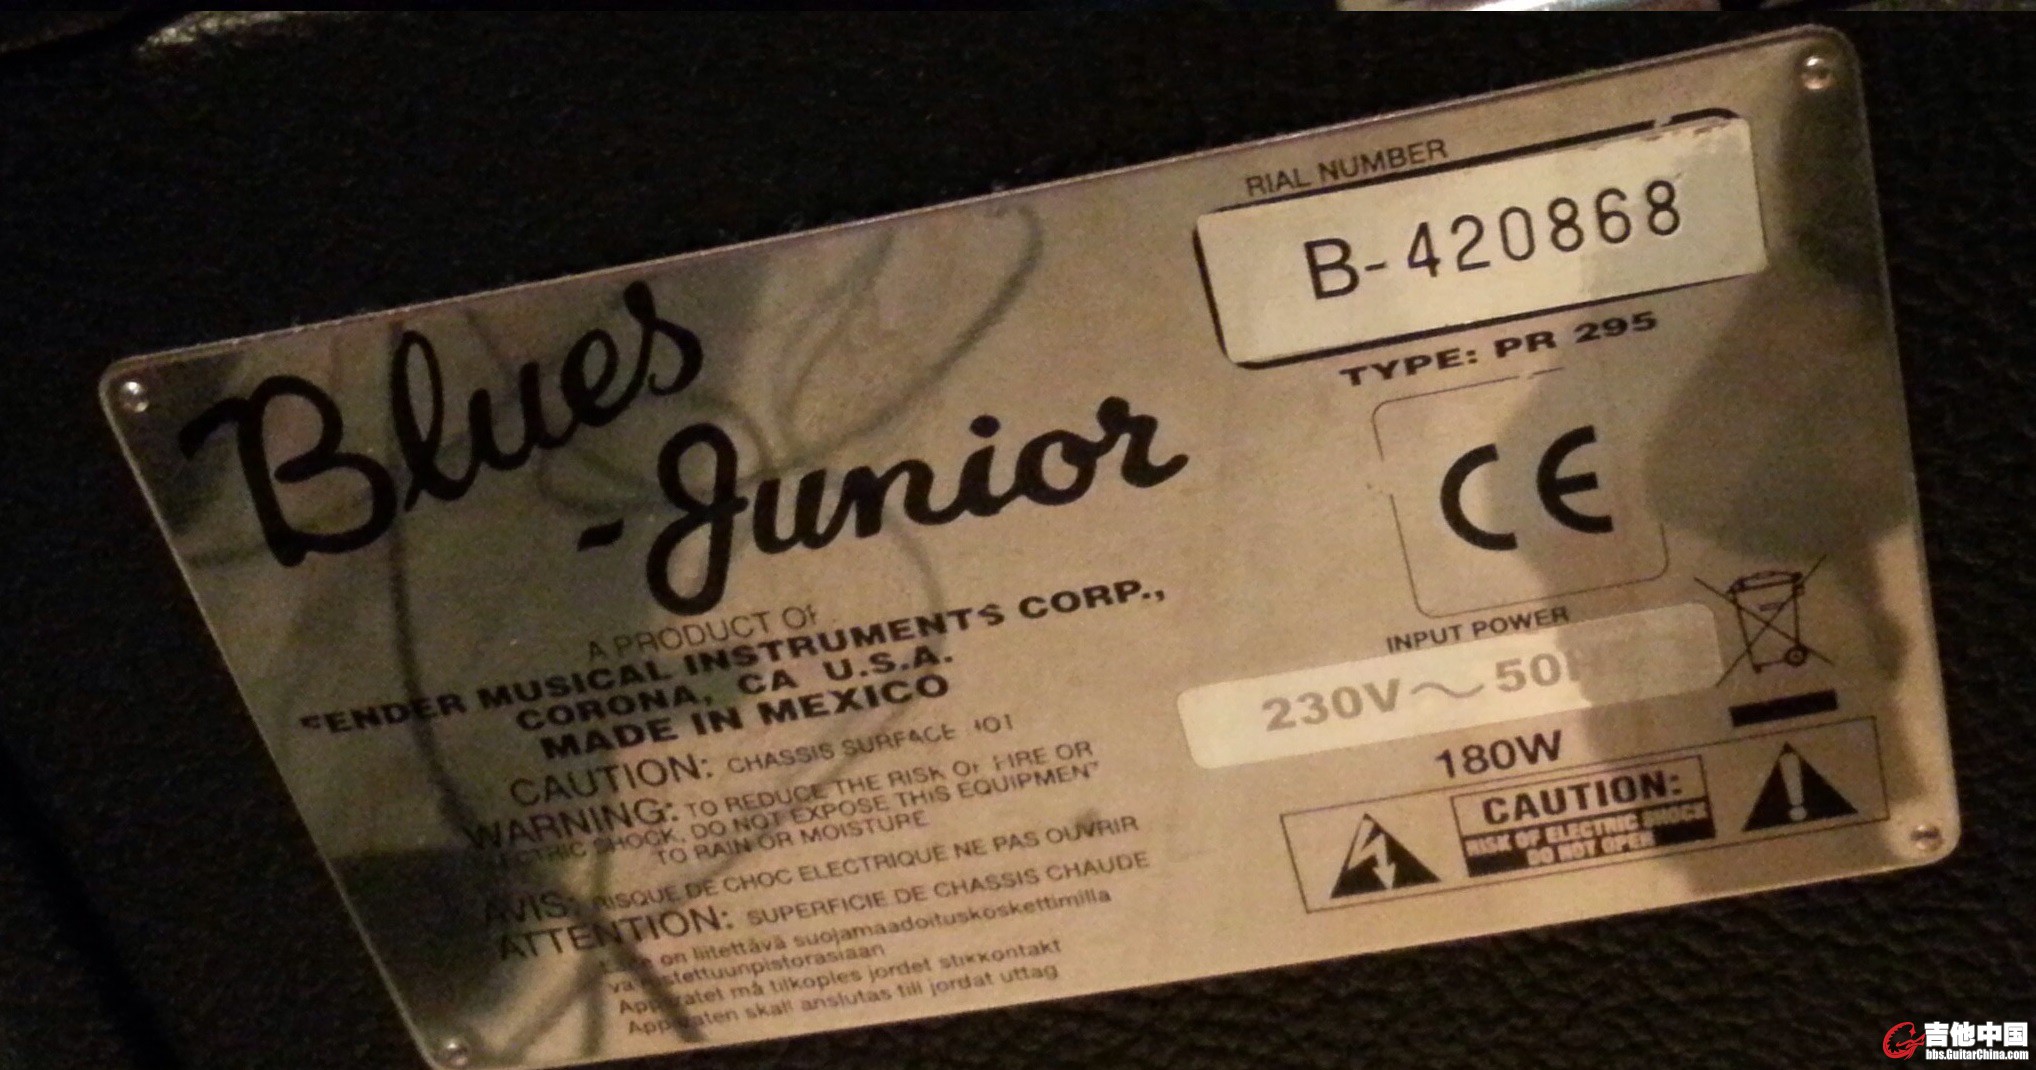 Blues
Junior
RIAL NUMBER
B-420868
TYPE: PR 295
CE
A PRODUCT OF
FENDER MUSICAL INSTRUMENTS CORP.,
CORONA, CA U.S.A.
MADE IN MEXICO
CAUTION: CHASSIS SURFACE HOT
WARNING: TO REDUCE THE RISK OF FIRE OR
ELECTRIC SHOCK, DO NOT EXPOSE THIS EQUIPMENT
TO RAIN OR MOISTURE
AVIS: RISQUE DE CHOC ELECTRIQUE NE PAS OUVRIR
ATTENTION: SUPERFICIE DE CHASSIS CHAUDE
on liitettävä suojamaadoituskoskettimilla
Apparatet må tilkoples jordet stikkontakt
Apparaten skall anslutas till jordat uttag
INPUT POWER
230V ~ 50
180W
CAUTION:
RISK OF ELECTRIC SHOCK
DO NOT OPEN
吉他中国
bbs.GuitarChina.com